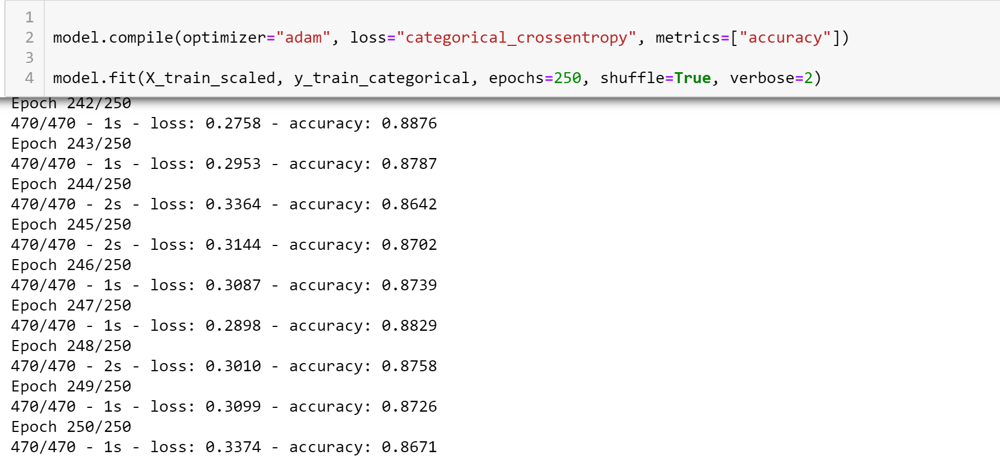 1
2 model.compile(optimizer="adam", loss="categorical_crossentropy", metrics=["accuracy"])
3
4 model.fit(X_train_scaled, y_train_categorical, epochs=250, shuffle=True, verbose=2)
Epoch 242/250
470/470 - 1s - loss: 0.2758 - accuracy: 0.8876
Epoch 243/250
470/470 - 1s - loss: 0.2953 - accuracy: 0.8787
Epoch 244/250
470/470 - 2s - loss: 0.3364 - accuracy: 0.8642
Epoch 245/250
470/470 - 2s - loss: 0.3144 - accuracy: 0.8702
Epoch 246/250
470/470 - 1s - loss: 0.3087 - accuracy: 0.8739
Epoch 247/250
470/470 - 1s - loss: 0.2898 - accuracy: 0.8829
Epoch 248/250
470/470 - 2s - loss: 0.3010 - accuracy: 0.8758
Epoch 249/250
470/470 - 1s - loss: 0.3099 - accuracy: 0.8726
Epoch 250/250
470/470 - 1s - loss: 0.3374 - accuracy: 0.8671